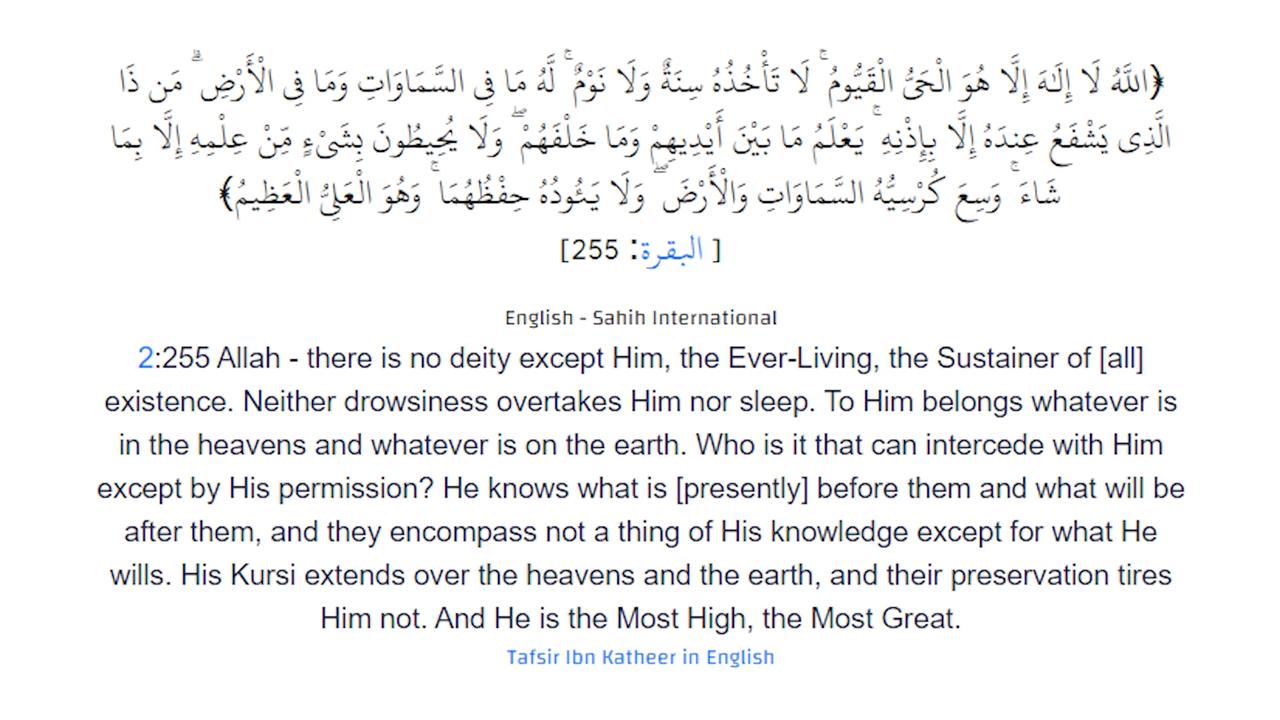 ﴿اللَّهُ لَا إِلَٰهَ إِلَّا هُوَ الْحَيُّ الْقَيُّومُ ۚ لَا تَأْخُذُهُ سِنَةٌ وَلَا نَوْمٌ ۚ لَّهُ مَا فِي السَّمَاوَاتِ وَمَا فِي الْأَرْضِ ۗ مَن ذَا
الَّذِي يَشْفَعُ عِندَهُ إِلَّا بِإِذْنِهِ ۚ يَعْلَمُ مَا بَيْنَ أَيْدِيهِمْ وَمَا خَلْفَهُمْ ۖ وَلَا يُحِيطُونَ بِشَيْءٍ مِّنْ عِلْمِهِ إِلَّا بِمَا
شَاءَ ۚ وَسِعَ كُرْسِيُّهُ السَّمَاوَاتِ وَالْأَرْضَ ۖ وَلَا يَئُودُهُ حِفْظُهُمَا ۚ وَهُوَ الْعَلِيُّ الْعَظِيمُ﴾
[ البقرة: 255]
English - Sahih International
2:255 Allah - there is no deity except Him, the Ever-Living, the Sustainer of [all]
existence. Neither drowsiness overtakes Him nor sleep. To Him belongs whatever is
in the heavens and whatever is on the earth. Who is it that can intercede with Him
except by His permission? He knows what is [presently] before them and what will be
after them, and they encompass not a thing of His knowledge except for what He
wills. His Kursi extends over the heavens and the earth, and their preservation tires
Him not. And He is the Most High, the Most Great.
Tafsir Ibn Katheer in English